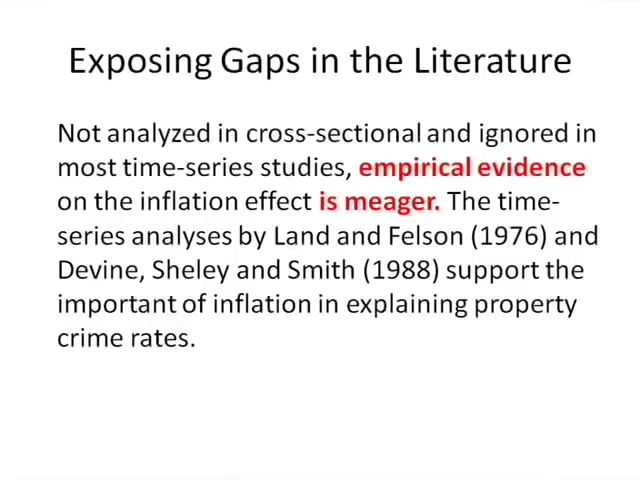 Exposing Gaps in the Literature
Not analyzed in cross-sectional and ignored in
most time-series studies, empirical evidence
on the inflation effect is meager. The time-
series analyses by Land and Felson (1976) and
Devine, Sheley and Smith (1988) support the
important of inflation in explaining property
crime rates.